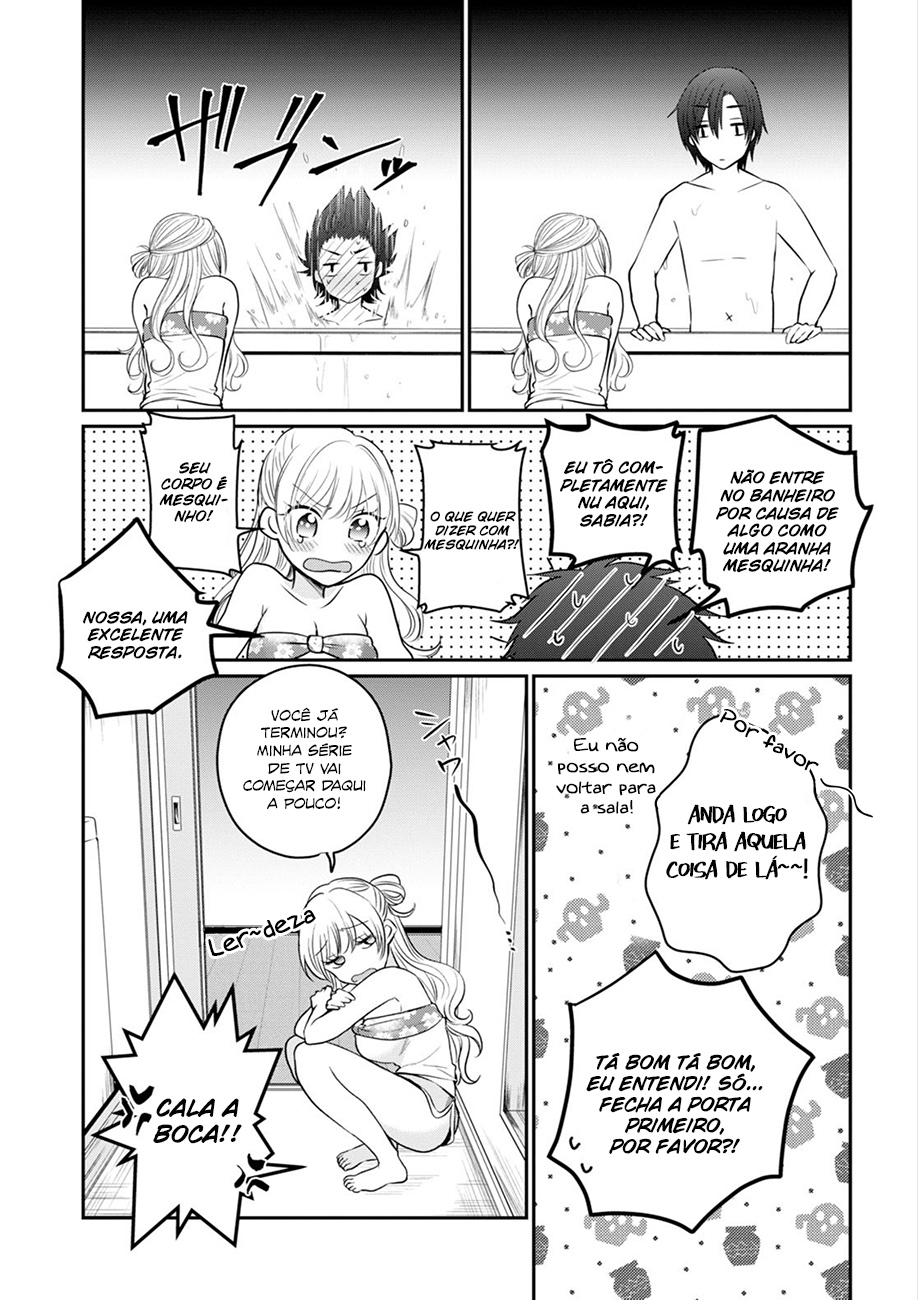 ザブンッ
NÃO ENTRE
NO BANHEIRO
POR CAUSA DE
ALGO COMO
UMA ARANHA
MESQUINHA!
EU TÔ COM-
PLETAMENTE
NU AQUI,
SABIA?!
O QUE QUER
DIZER COM
MESQUINHA?!
SEU
CORPO É
MESQUI-
NHO!
NOSSA, UMA
EXCELENTE
RESPOSTA.
Por favor
ANDA LOGO
E TIRA AQUELA
COISA DE LÁ~~!
Eu não
posso nem
voltar para
a sala!
TÁ BOM TÁ BOM,
EU ENTENDI! SÓ...
FECHA A PORTA
PRIMEIRO,
POR FAVOR?!
シャワ
VOCÊ JÁ
TERMINOU?
MINHA SÉRIE
DE TV VAI
COMEÇAR DAQUI
A POUCO!
Ler~deza
CALA A
BOCA!!